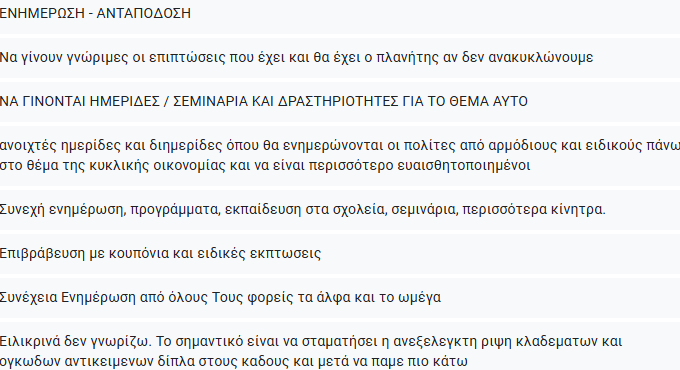 ΕΝΗΜΕΡΩΣΗ - ΑΝΤΑΠΟΔΟΣΗ
Να γίνουν γνώριμες οι επιπτώσεις που έχει και θα έχει ο πλανήτης αν δεν ανακυκλώνουμε
ΝΑ ΓΙΝΟΝΤΑΙ ΗΜΕΡΙΔΕΣ / ΣΕΜΙΝΑΡΙΑ ΚΑΙ ΔΡΑΣΤΗΡΙΟΤΗΤΕΣ ΓΙΑ ΤΟ ΘΕΜΑ ΑΥΤΟ
ανοιχτές ημερίδες και διημερίδες όπου θα ενημερώνονται οι πολίτες από αρμόδιους και ειδικούς πάνω
στο θέμα της κυκλικής οικονομίας και να είναι περισσότερο ευαισθητοποιημένοι
Συνεχή ενημέρωση, προγράμματα, εκπαίδευση στα σχολεία, σεμινάρια, περισσότερα κίνητρα.
Επιβράβευση με κουπόνια και ειδικές εκπτωσεις
Συνέχεια Ενημέρωση από όλους Τους φορείς τα άλφα και το ωμέγα
Ειλικρινά δεν γνωρίζω. Το σημαντικό είναι να σταματήσει η ανεξελεγκτη ριψη κλαδεματων και
ογκωδων αντικειμενων δίπλα στους καδους και μετά να παμε πιο κάτω